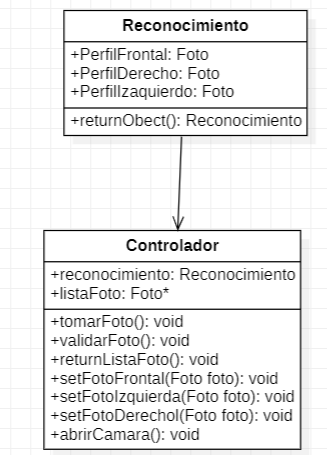 Reconocimiento
+PerfilFrontal: Foto
+PerfilDerecho: Foto
+PerfilIzaquierdo: Foto
+returnObect(): Reconocimiento
Controlador
+reconocimiento: Reconocimiento
+listaFoto: Foto*
+tomarFoto(): void
+validarFoto(): void
+returnListaFoto(): void
+setFotoFrontal(Foto foto): void
+setFotoIzquierda(Foto foto): void
+setFotoDerechol(Foto foto): void
+abrirCamara(): void